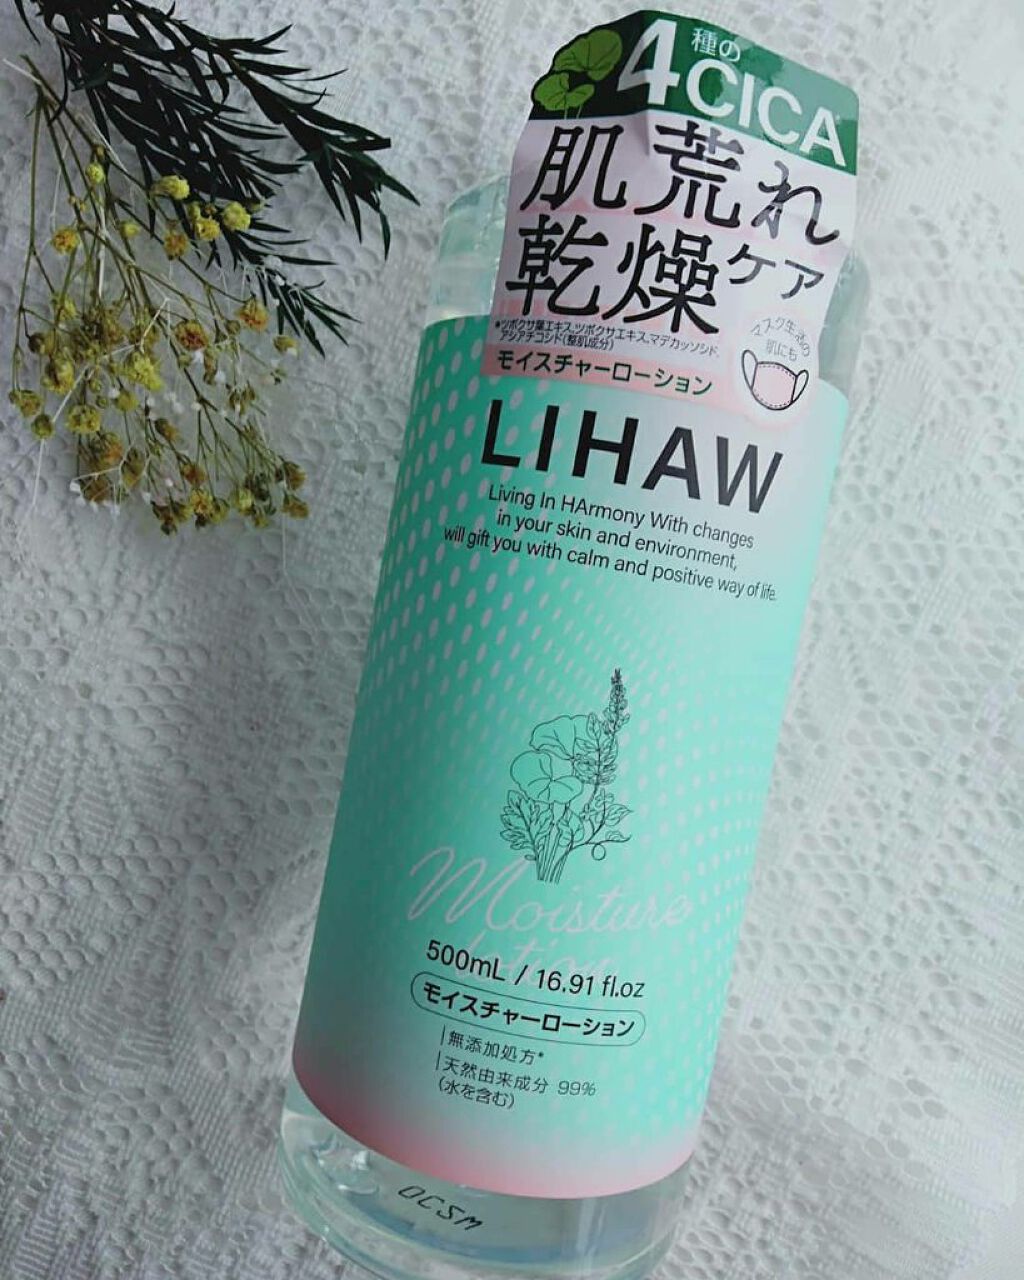 4種のCICA*
肌荒れ
乾燥ケア
*ツボクサ葉エキス、ツボクサエキス、マデカッソシド、
アシアチコシド(整肌成分)
マスク生活の
肌にも
モイスチャーローション
LIHAW
Living In HArmony With changes
in your skin and environment,
will gift you with calm and positive way of life.
Moisture
Lotion
500mL / 16.91 fl.oz
モイスチャーローション
無添加処方*
天然由来成分 99%
(水を含む)
OCSM